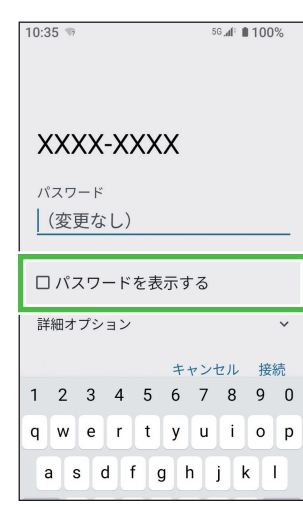 10:35 5G 100%
XXXX-XXXX
パスワード
（変更なし）
パスワードを表示する
詳細オプション
キャンセル 接続
1 2 3 4 5 6 7 8 9 0
q w e r t y u i o p
a s d f g h j k l